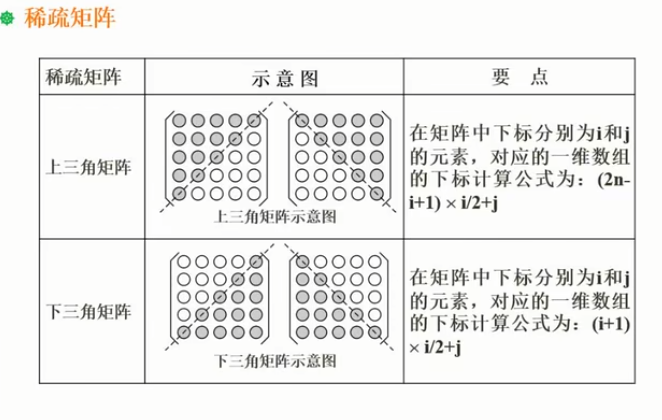 稀疏矩阵
稀疏矩阵
示意图
要 点
上三角矩阵
上三角矩阵示意图
在矩阵中下标分别为i和j
的元素，对应的一维数组
的下标计算公式为：(2n-
i+1) × i/2+j
下三角矩阵
下三角矩阵示意图
在矩阵中下标分别为i和j
的元素，对应的一维数组
的下标计算公式为：(i+1)
× i/2+j